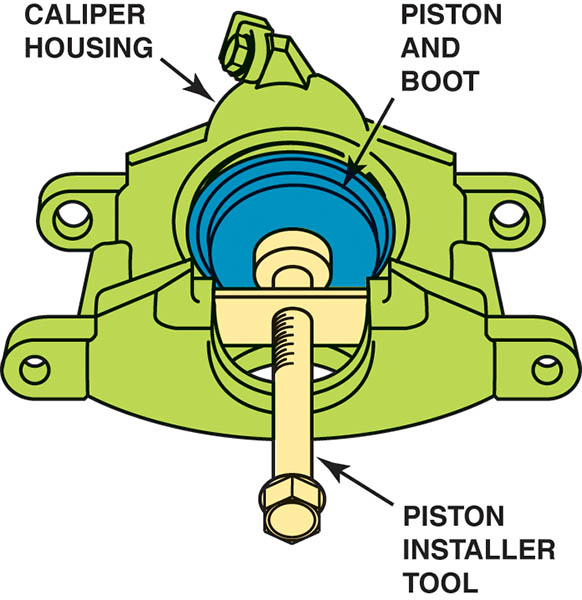 CALIPER
HOUSING
PISTON
AND
BOOT
PISTON
INSTALLER
TOOL